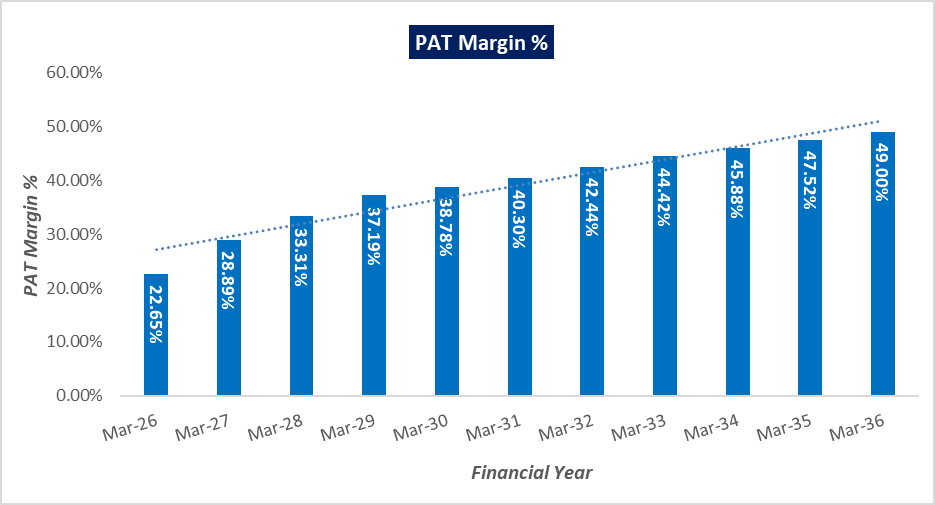 PAT Margin %
60.00%
50.00%
40.00%
30.00%
20.00%
10.00%
0.00%
PAT Margin %
22.65%
28.89%
33.31%
37.19%
38.78%
40.30%
42.44%
44.42%
45.88%
47.52%
49.00%
Mar-26
Mar-27
Mar-28
Mar-29
Mar-30
Mar-31
Mar-32
Mar-33
Mar-34
Mar-35
Mar-36
Financial Year